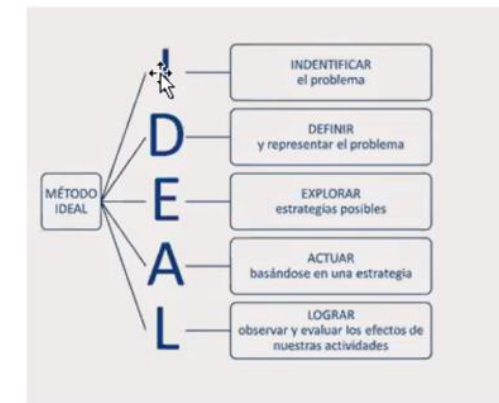 MÉTODO
IDEAL
I
INDENTIFICAR
el problema
D
DEFINIR
y representar el problema
E
EXPLORAR
estrategias posibles
A
ACTUAR
basándose en una estrategia
L
LOGRAR
observar y evaluar los efectos de
nuestras actividades